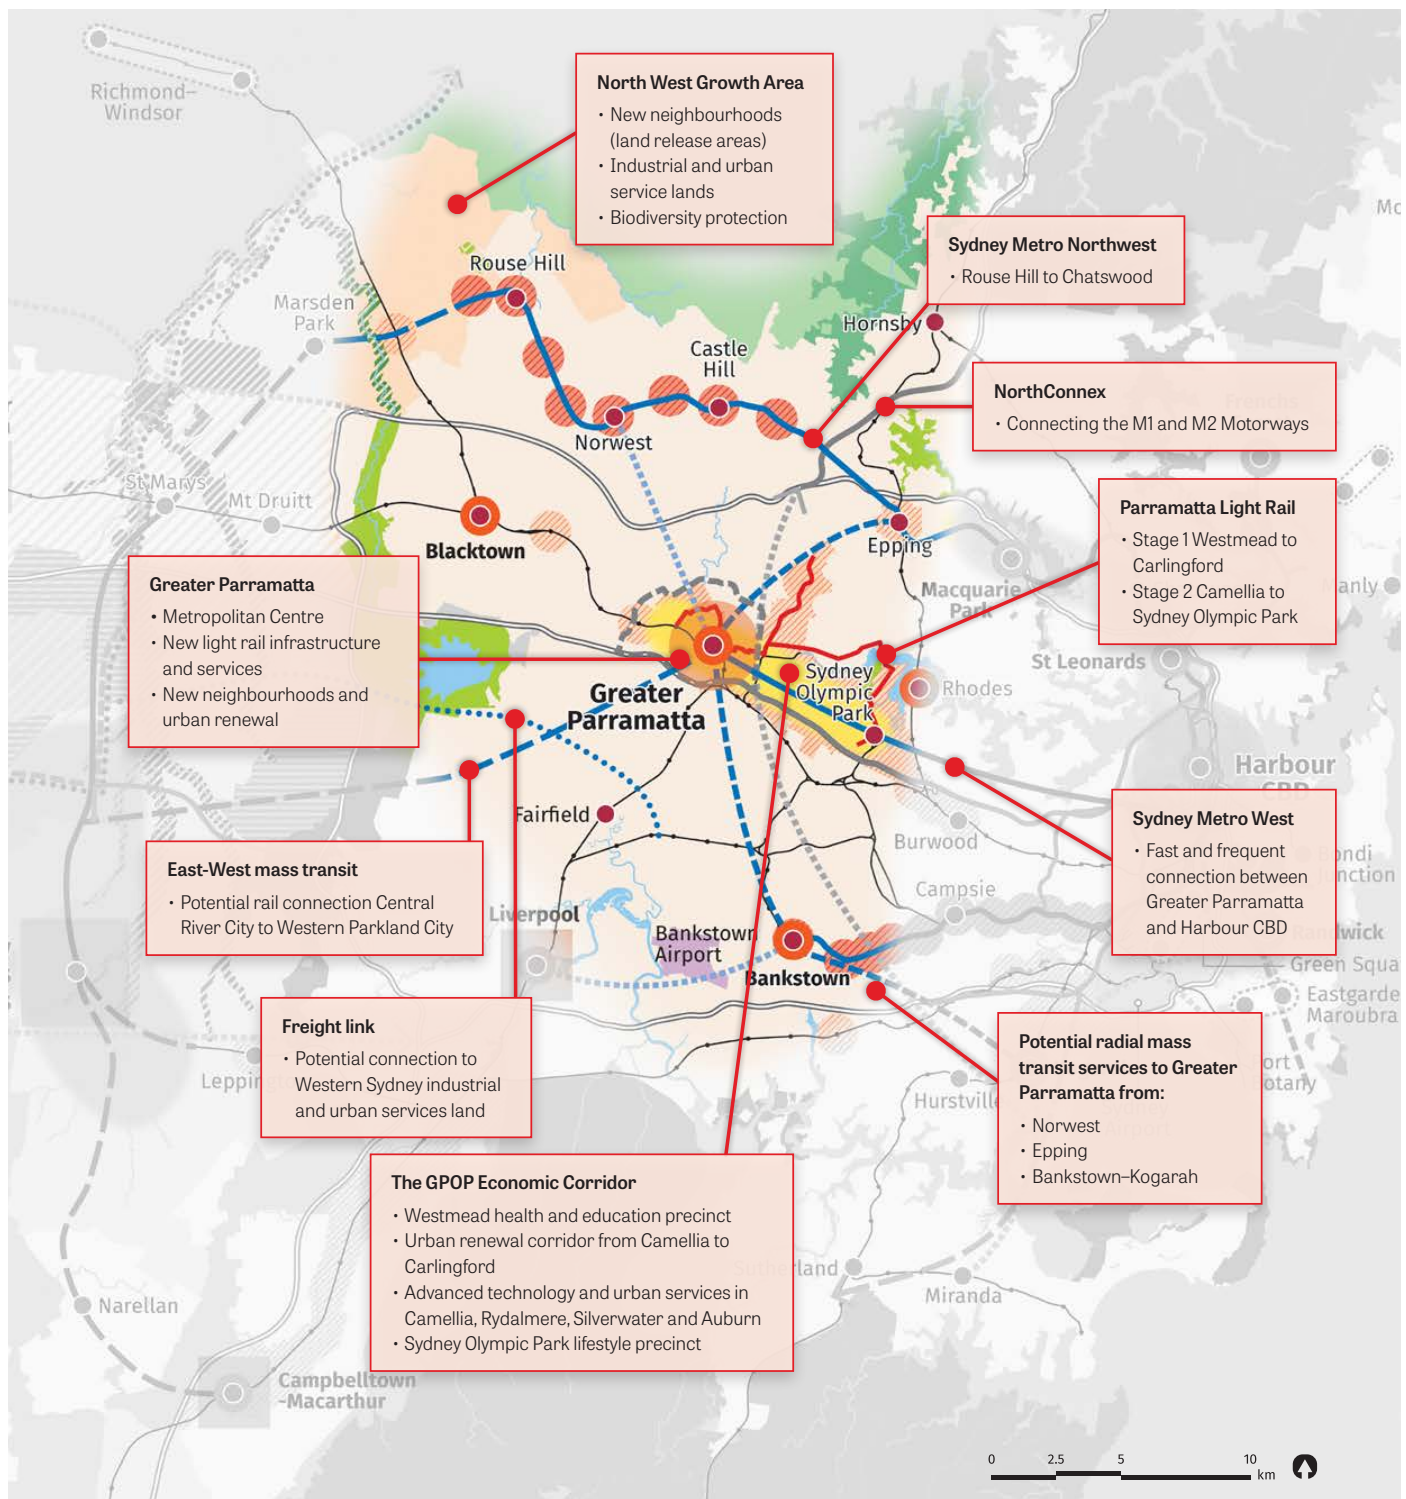 Richmond–
Windsor
North West Growth Area
• New neighbourhoods
(land release areas)
• Industrial and urban
service lands
• Biodiversity protection
Sydney Metro Northwest
• Rouse Hill to Chatswood
Rouse Hill
Marsden
Park
Hornsby
Castle
Hill
NorthConnex
• Connecting the M1 and M2 Motorways
Frenchs
Norwest
St Marys
Mt Druitt
Blacktown
Epping
Parramatta Light Rail
• Stage 1 Westmead to
Carlingford
• Stage 2 Camellia to
Sydney Olympic Park
Macquarie
Park
Greater Parramatta
• Metropolitan Centre
• New light rail infrastructure
and services
• New neighbourhoods and
urban renewal
St Leonards
Sydney
Olympic
Park
Rhodes
Greater
Parramatta
Harbour
CBD
Fairfield
Burwood
Sydney Metro West
• Fast and frequent
connection between
Greater Parramatta
and Harbour CBD
East-West mass transit
• Potential rail connection Central
River City to Western Parkland City
Campsie
Liverpool
Bankstown
Airport
Bankstown
Green Squa
Eastgarde
Maroubra
Freight link
• Potential connection to
Western Sydney industrial
and urban services land
Potential radial mass
transit services to Greater
Parramatta from:
• Norwest
• Epping
• Bankstown–Kogarah
Hurstville
The GPOP Economic Corridor
• Westmead health and education precinct
• Urban renewal corridor from Camellia to
Carlingford
• Advanced technology and urban services in
Camellia, Rydalmere, Silverwater and Auburn
• Sydney Olympic Park lifestyle precinct
Miranda
Narellan
Campbelltown
-Macarthur
0 2.5 5 10
km